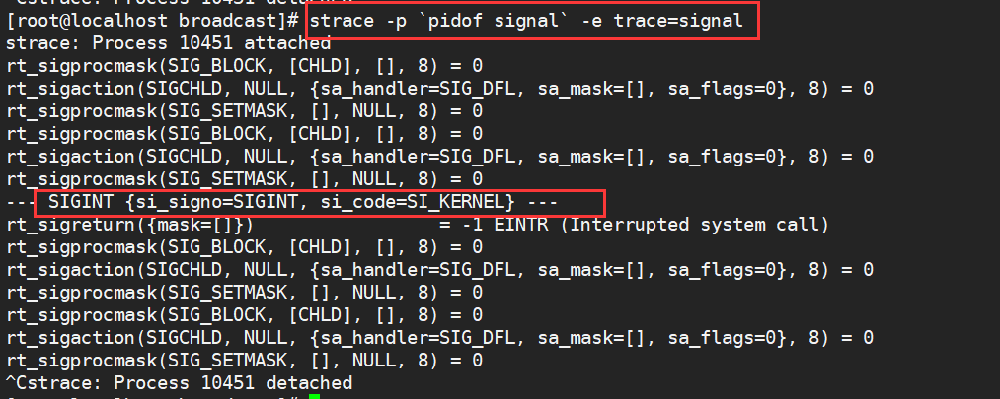 ^Cstrace: Process 10451 detached
[root@localhost broadcast]# strace -p `pidof signal` -e trace=signal
strace: Process 10451 attached
rt_sigprocmask(SIG_BLOCK, [CHLD], [], 8) = 0
rt_sigaction(SIGCHLD, NULL, {sa_handler=SIG_DFL, sa_mask=[], sa_flags=0}, 8) = 0
rt_sigprocmask(SIG_SETMASK, [], NULL, 8) = 0
rt_sigprocmask(SIG_BLOCK, [CHLD], [], 8) = 0
rt_sigaction(SIGCHLD, NULL, {sa_handler=SIG_DFL, sa_mask=[], sa_flags=0}, 8) = 0
rt_sigprocmask(SIG_SETMASK, [], NULL, 8) = 0
--- SIGINT {si_signo=SIGINT, si_code=SI_KERNEL} ---
rt_sigreturn({mask=[]}) = -1 EINTR (Interrupted system call)
rt_sigprocmask(SIG_BLOCK, [CHLD], [], 8) = 0
rt_sigaction(SIGCHLD, NULL, {sa_handler=SIG_DFL, sa_mask=[], sa_flags=0}, 8) = 0
rt_sigprocmask(SIG_SETMASK, [], NULL, 8) = 0
rt_sigprocmask(SIG_BLOCK, [CHLD], [], 8) = 0
rt_sigaction(SIGCHLD, NULL, {sa_handler=SIG_DFL, sa_mask=[], sa_flags=0}, 8) = 0
rt_sigprocmask(SIG_SETMASK, [], NULL, 8) = 0
^Cstrace: Process 10451 detached